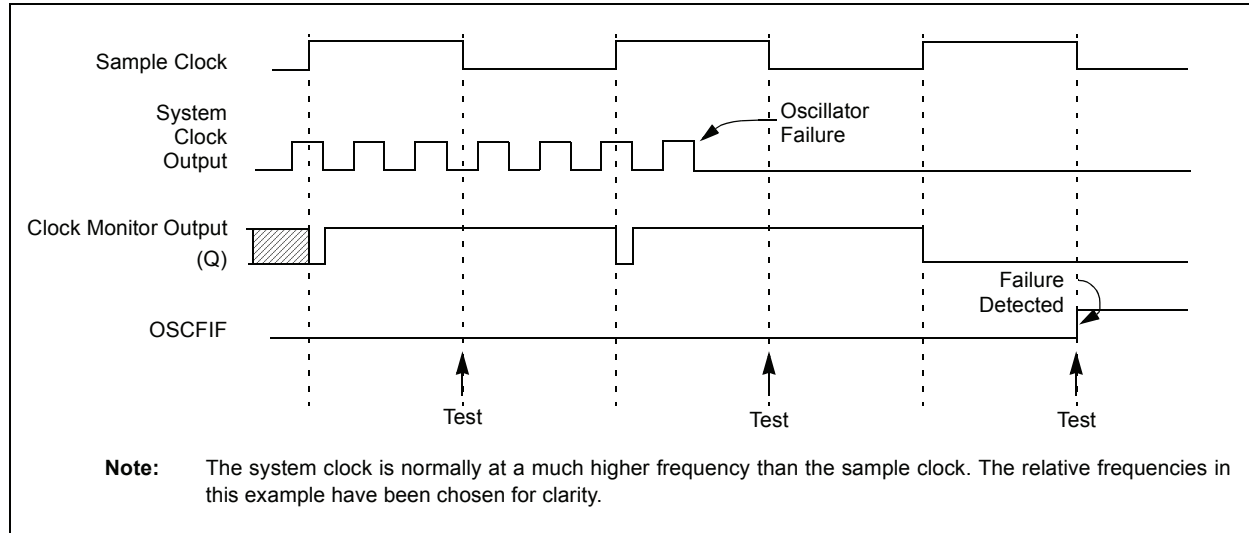 Sample Clock
System
Clock
Output
Oscillator
Failure
Clock Monitor Output
(Q)
Failure
Detected
OSCFIF
Test
Test
Test
Note: The system clock is normally at a much higher frequency than the sample clock. The relative frequencies in
this example have been chosen for clarity.